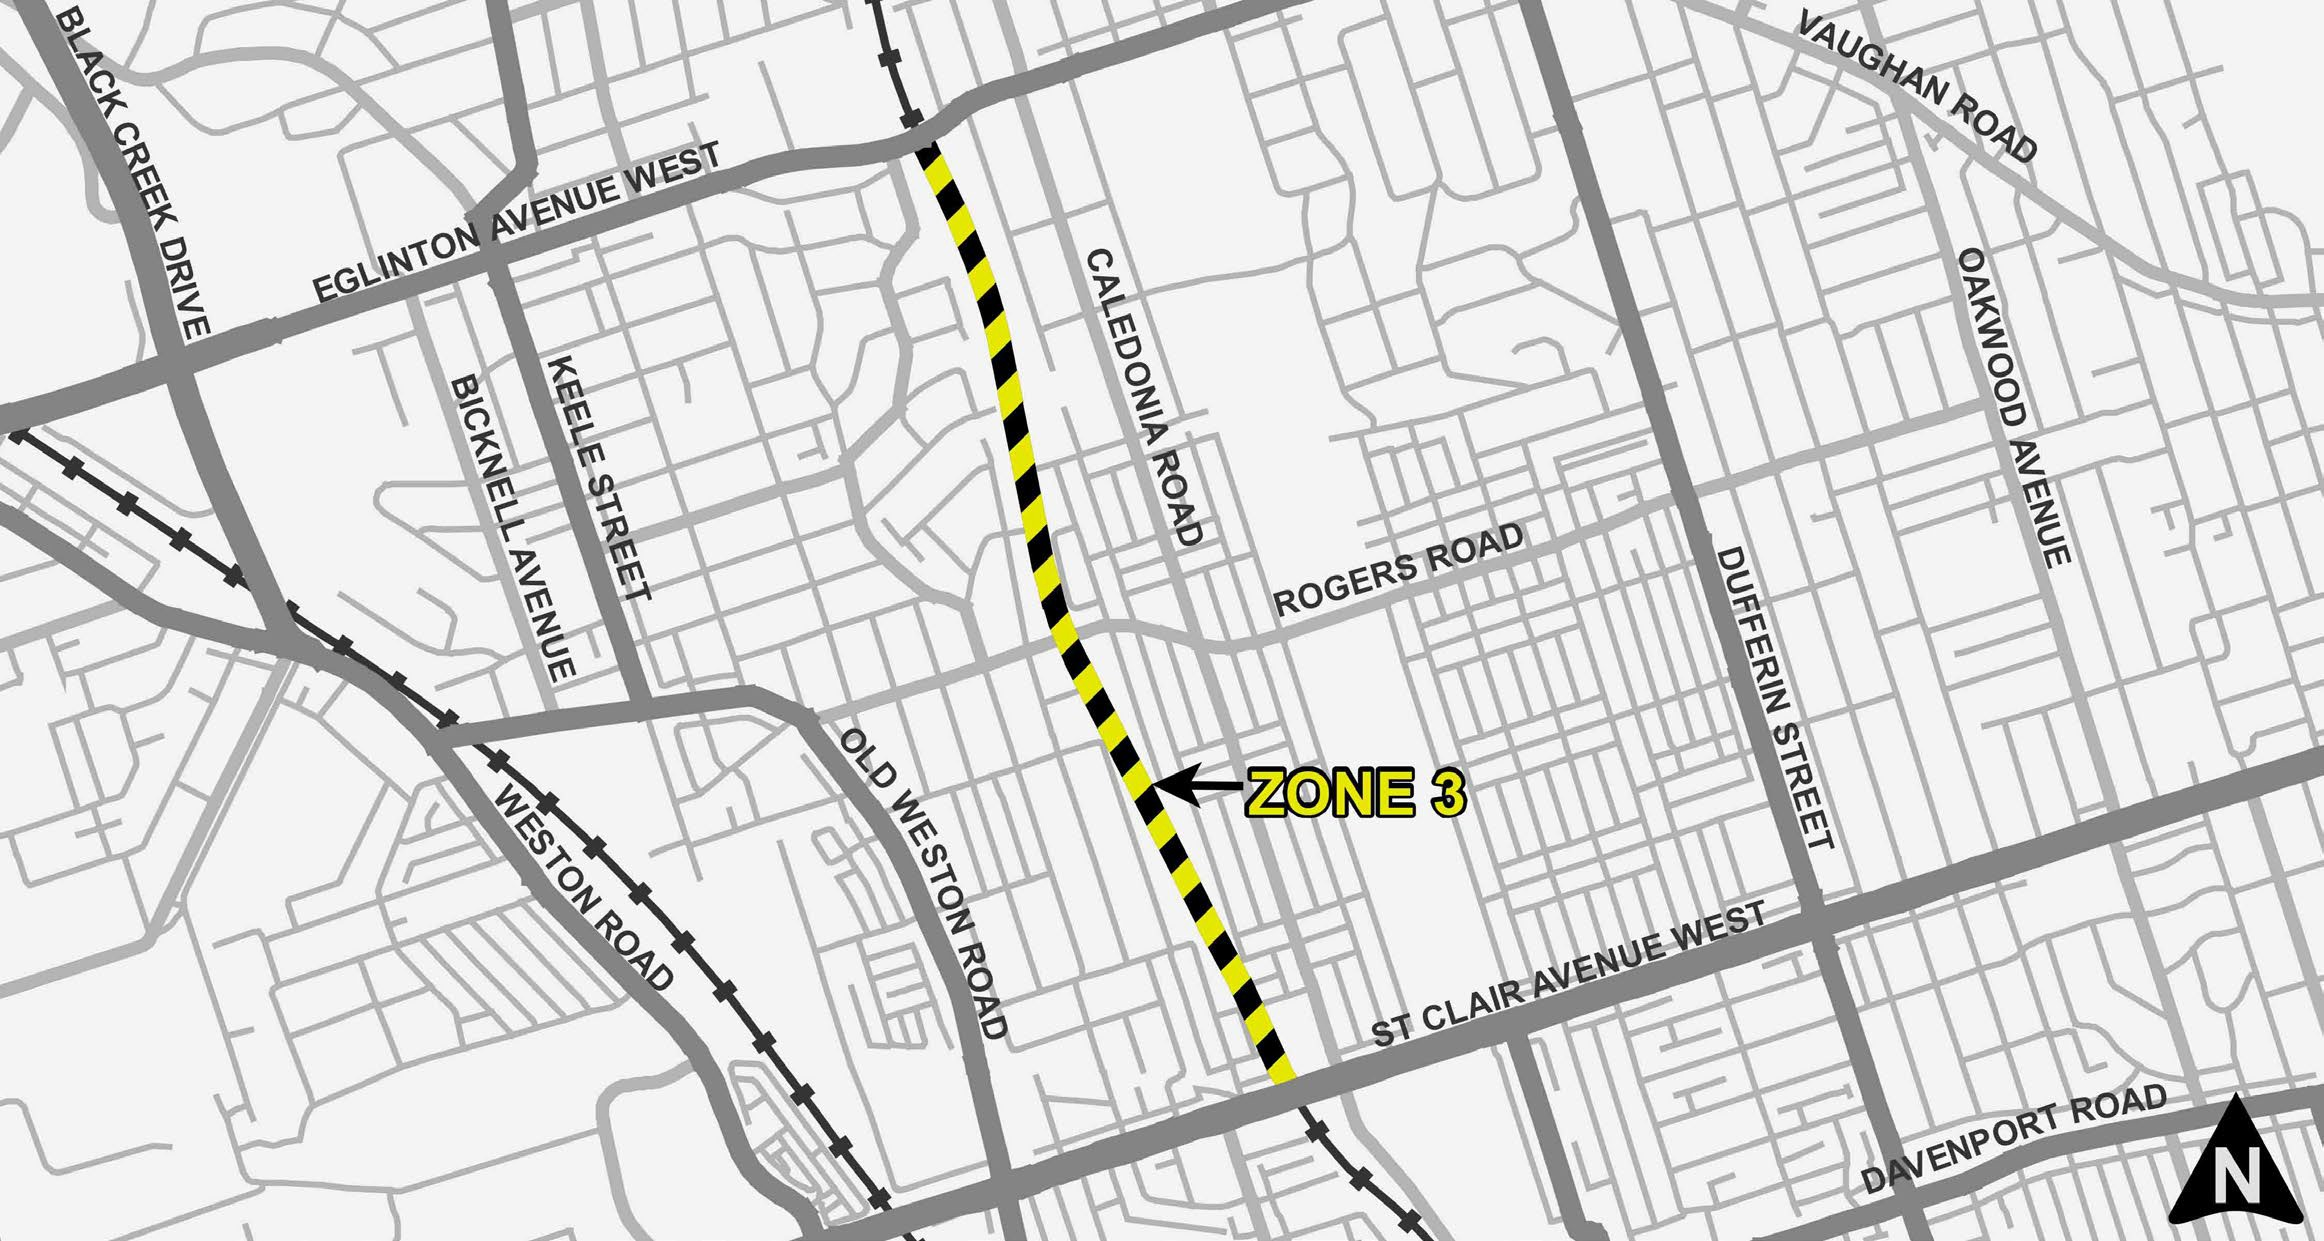 BLACK CREEK DRIVE
VAUGHAN ROAD
EGLINTON AVENUE WEST
CALEDONIA ROAD
OAKWOOD AVENUE
KEELE STREET
BICKNELL AVENUE
ROGERS ROAD
DUFFERIN STREET
OLD WESTON ROAD
ZONE 3
WESTON ROAD
ST CLAIR AVENUE WEST
DAVENPORT ROAD
N